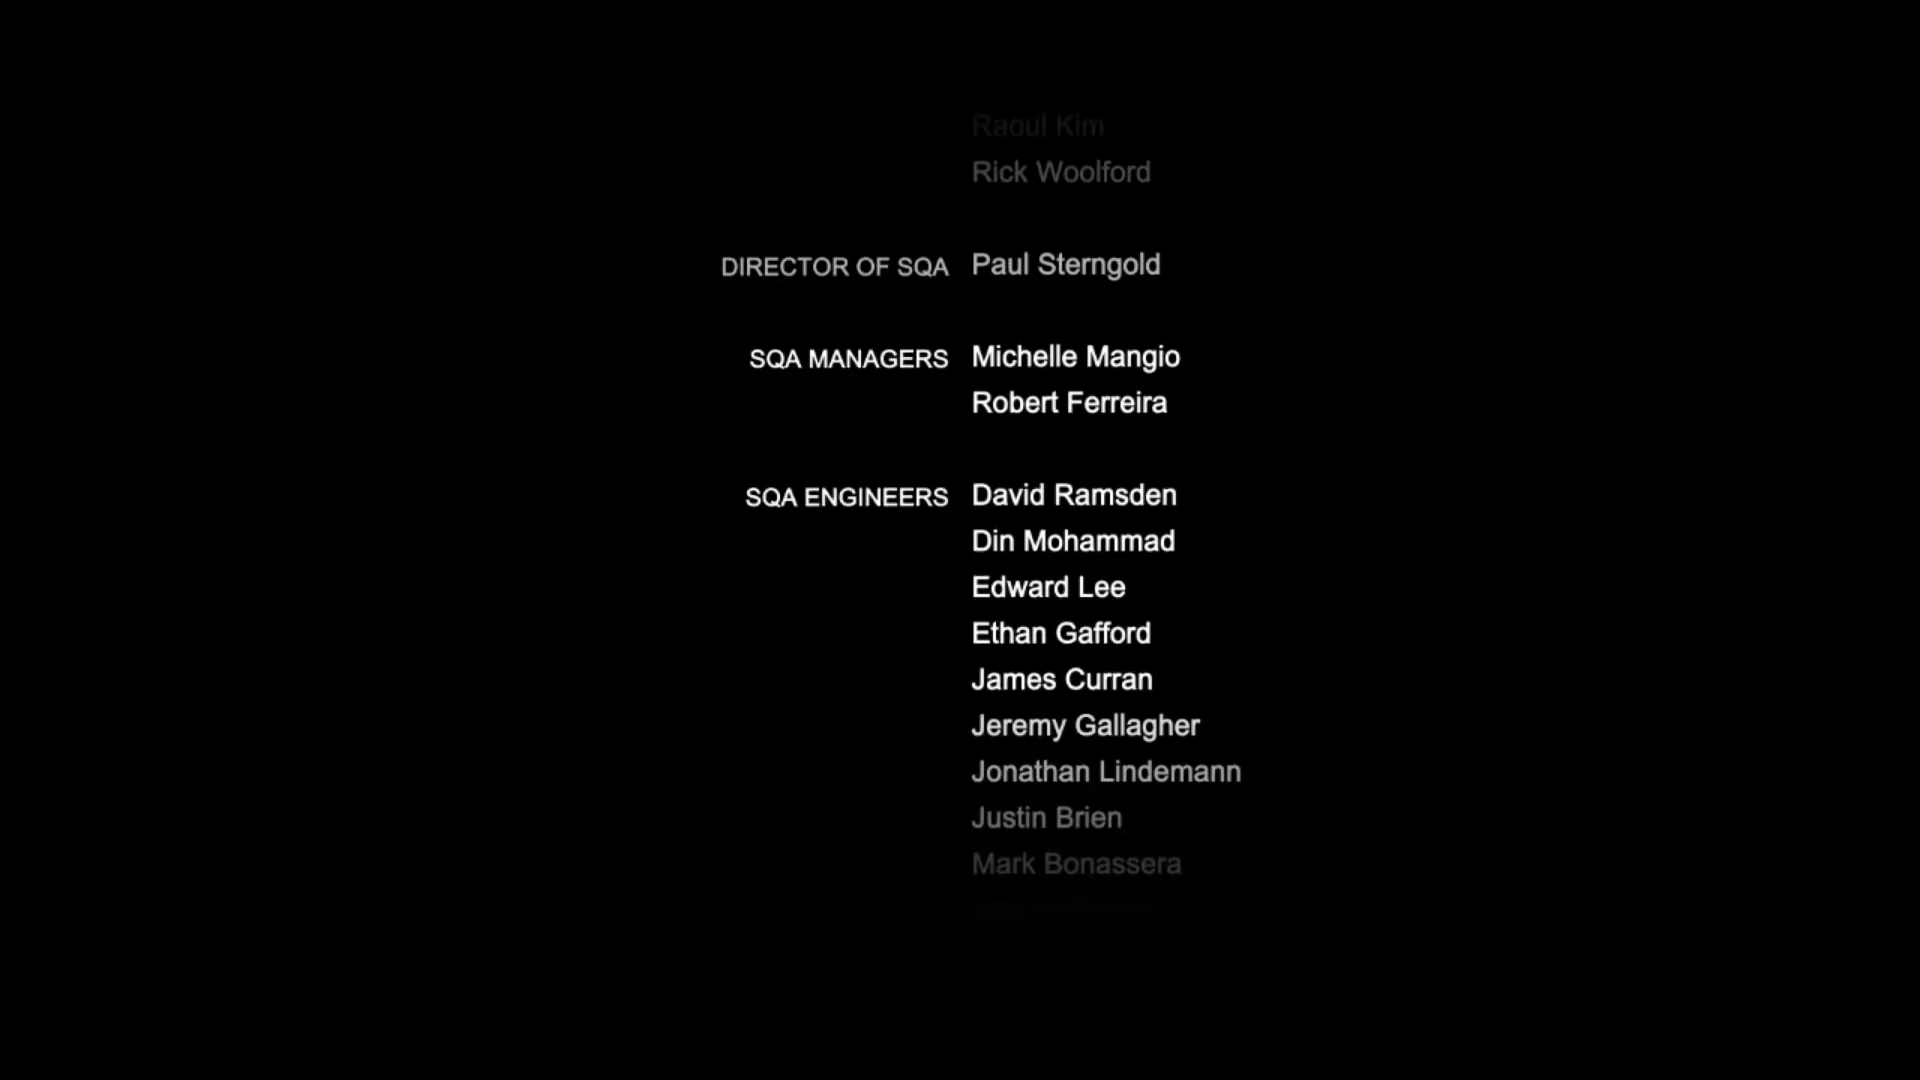 Raoul Kim
Rick Woolford
DIRECTOR OF SQA Paul Sterngold
SQA MANAGERS Michelle Mangio
Robert Ferreira
SQA ENGINEERS David Ramsden
Din Mohammad
Edward Lee
Ethan Gafford
James Curran
Jeremy Gallagher
Jonathan Lindemann
Justin Brien
Mark Bonassera